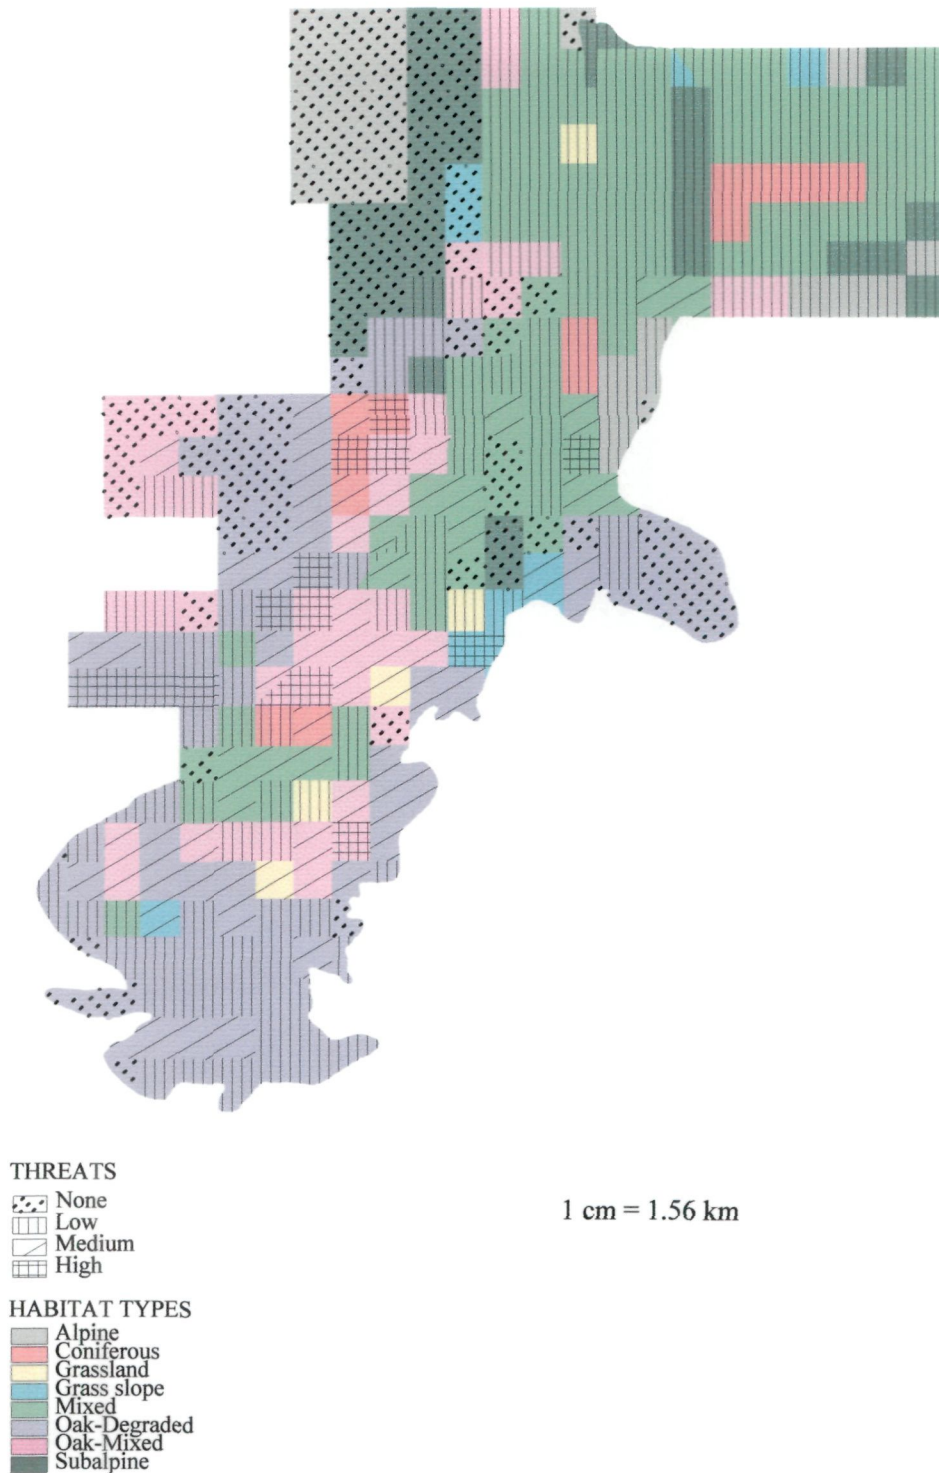 THREATS
None
Low
Medium
High
1 cm = 1.56 km
HABITAT TYPES
Alpine
Coniferous
Grassland
Grass slope
Mixed
Oak-Degraded
Oak-Mixed
Subalpine